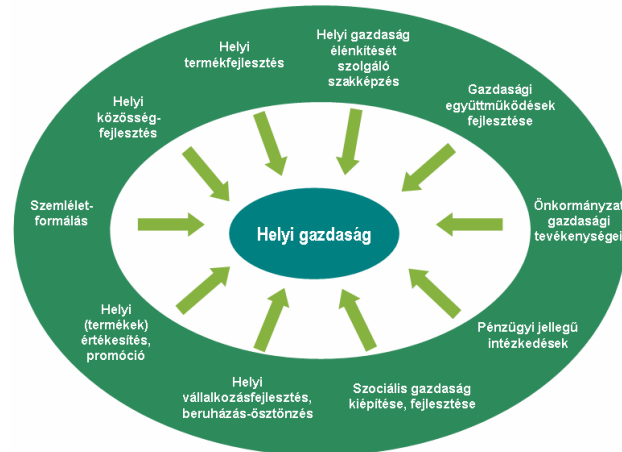 Helyi
termékfejlesztés
Helyi gazdaság
élénkítését
szolgáló
szakképzés
Gazdasági
együttműködések
fejlesztése
Önkormányzat
gazdasági
tevékenységei
Pénzügyi jellegű
intézkedések
Szociális gazdaság
kiépítése, fejlesztése
Helyi
vállalkozásfejlesztés,
beruházás-ösztönzés
Helyi
(termékek)
értékesítés,
promóció
Szemlélet-
formálás
Helyi
közösség-
fejlesztés
Helyi gazdaság